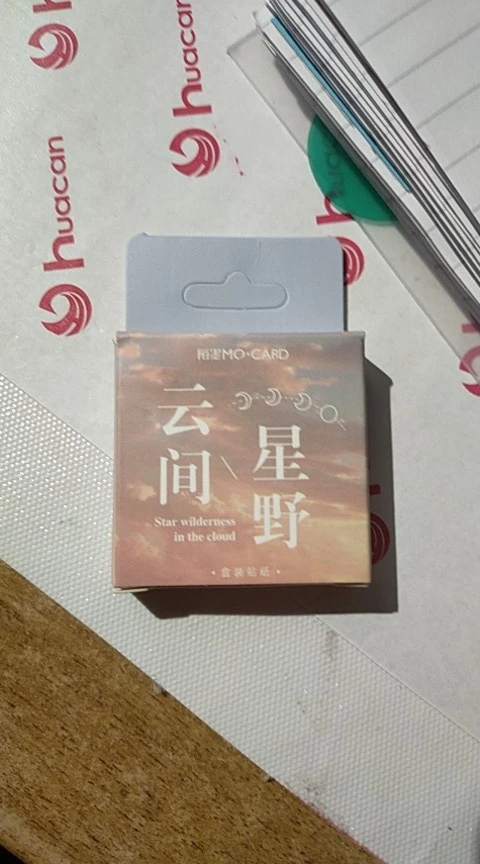 huacan
huacan
陌墨MO·CARD
云间
星野
Star wilderness
in the cloud
·盒装贴纸·